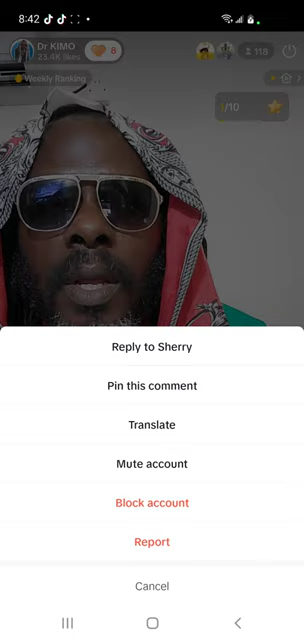 8:42
Dr KIMO
23.4K likes
8
118
Weekly Ranking
1/10
Reply to Sherry
Pin this comment
Translate
Mute account
Block account
Report
Cancel